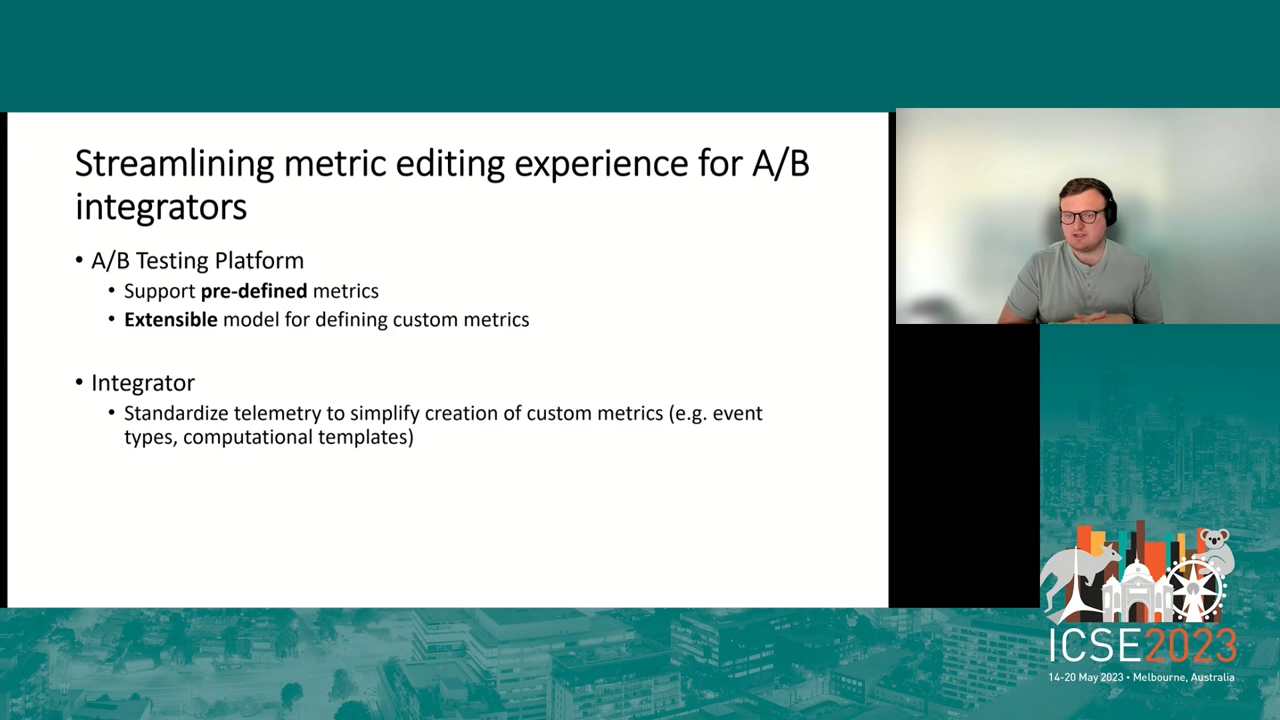 Streamlining metric editing experience for A/B
integrators
• A/B Testing Platform
• Support pre-defined metrics
• Extensible model for defining custom metrics
• Integrator
• Standardize telemetry to simplify creation of custom metrics (e.g. event
types, computational templates)
ICSE2023
14-20 May 2023 • Melbourne, Australia